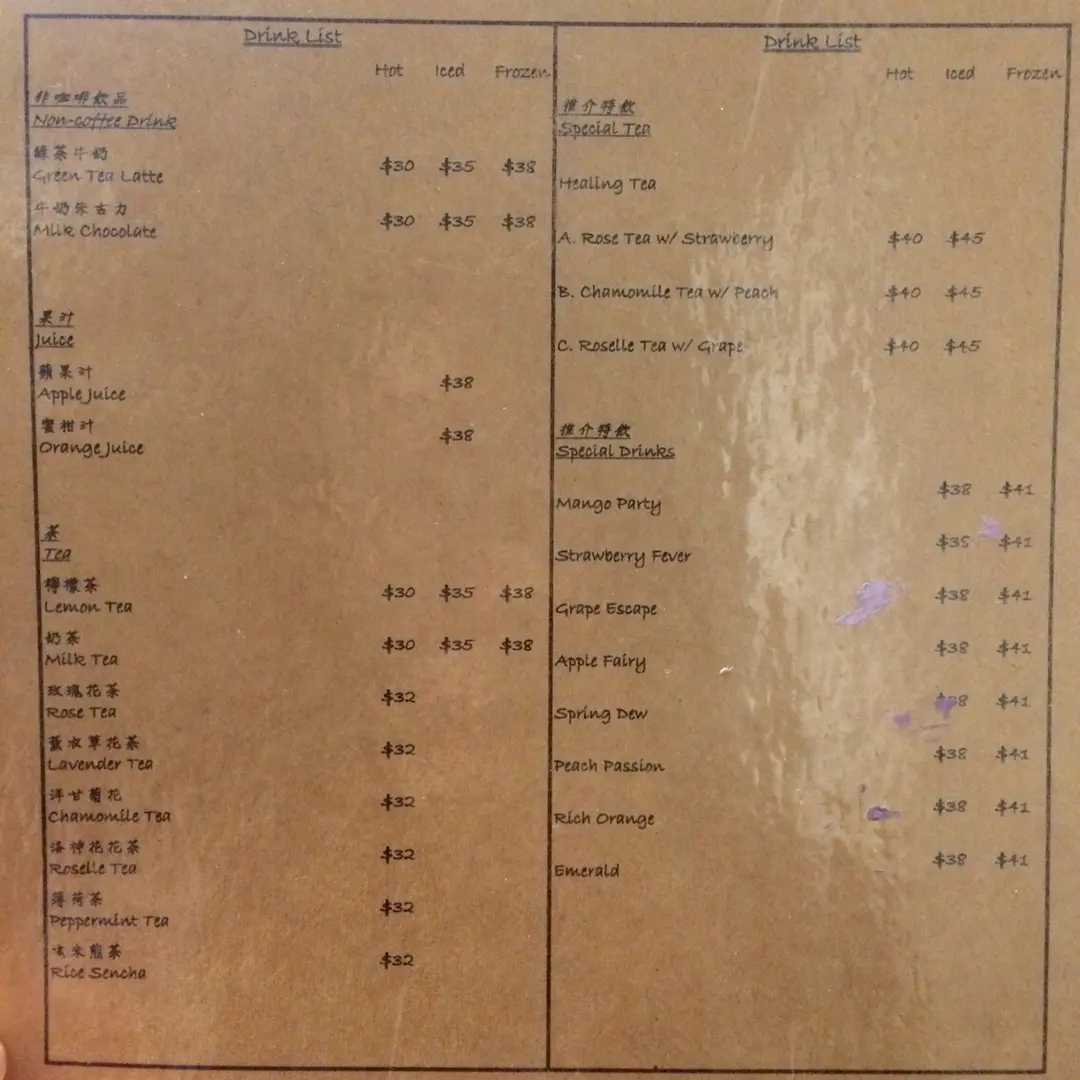 Drink List
Hot Iced Frozen
非咖啡飲品
Non-coffee Drink
綠茶牛奶
Green Tea Latte $30 $35 $38
牛奶朱古力
Milk Chocolate $30 $35 $38
果汁
Juice
蘋果汁
Apple Juice $38
蜜柑汁
Orange Juice $38
茶
Tea
檸檬茶
Lemon Tea $30 $35 $38
奶茶
Milk Tea $30 $35 $38
玫瑰花茶
Rose Tea $32
薰衣草花茶
Lavender Tea $32
洋甘菊花
Chamomile Tea $32
洛神花花茶
Roselle Tea $32
薄荷茶
Peppermint Tea $32
玄米煎茶
Rice Sencha $32
Drink List
Hot Iced Frozen
推介特飲
Special Tea
Healing Tea
A. Rose Tea w/ Strawberry $40 $45
B. Chamomile Tea w/ Peach $40 $45
C. Roselle Tea w/ Grape $40 $45
推介特飲
Special Drinks
Mango Party $38 $41
Strawberry Fever $38 $41
Grape Escape $38 $41
Apple Fairy $38 $41
Spring Dew $41
Peach Passion $38 $41
Rich Orange $38 $41
Emerald $38 $41